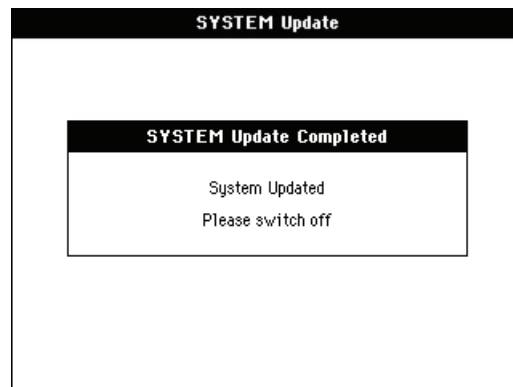 SYSTEM Update
SYSTEM Update Completed
System Updated
Please switch off